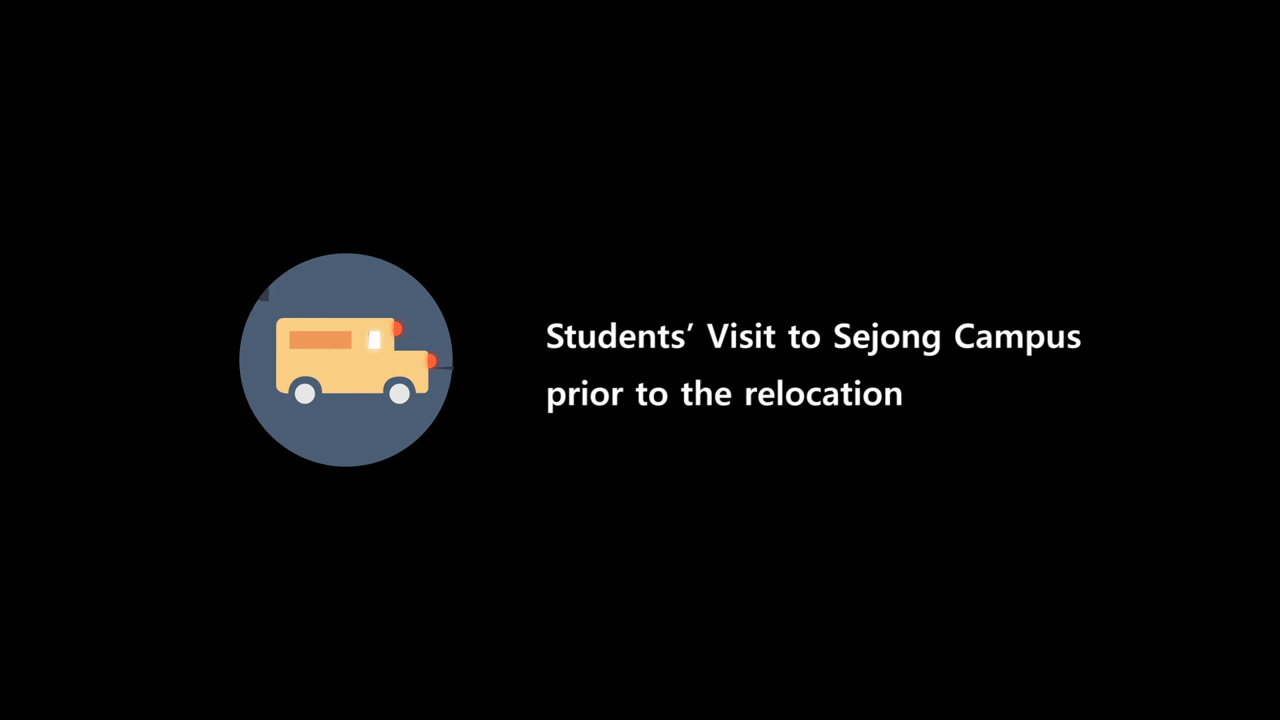 Students’ Visit to Sejong Campus
prior to the relocation